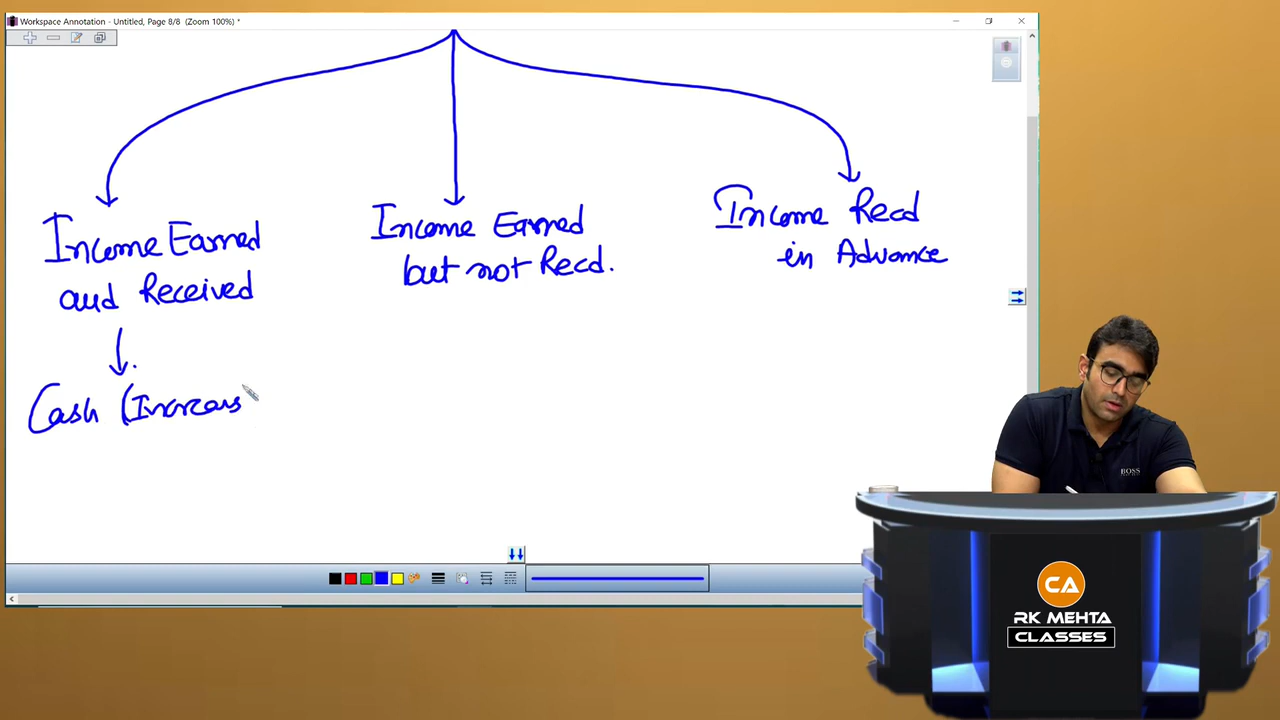 Workspace Annotation - Untitled, Page 8/8 (Zoom 100%) *
Income Earned
and Received
Income Earned
but not Recd.
Income Recd
in Advance
Cash (Increas
BOSS
CA
RK MEHTA
CLASSES